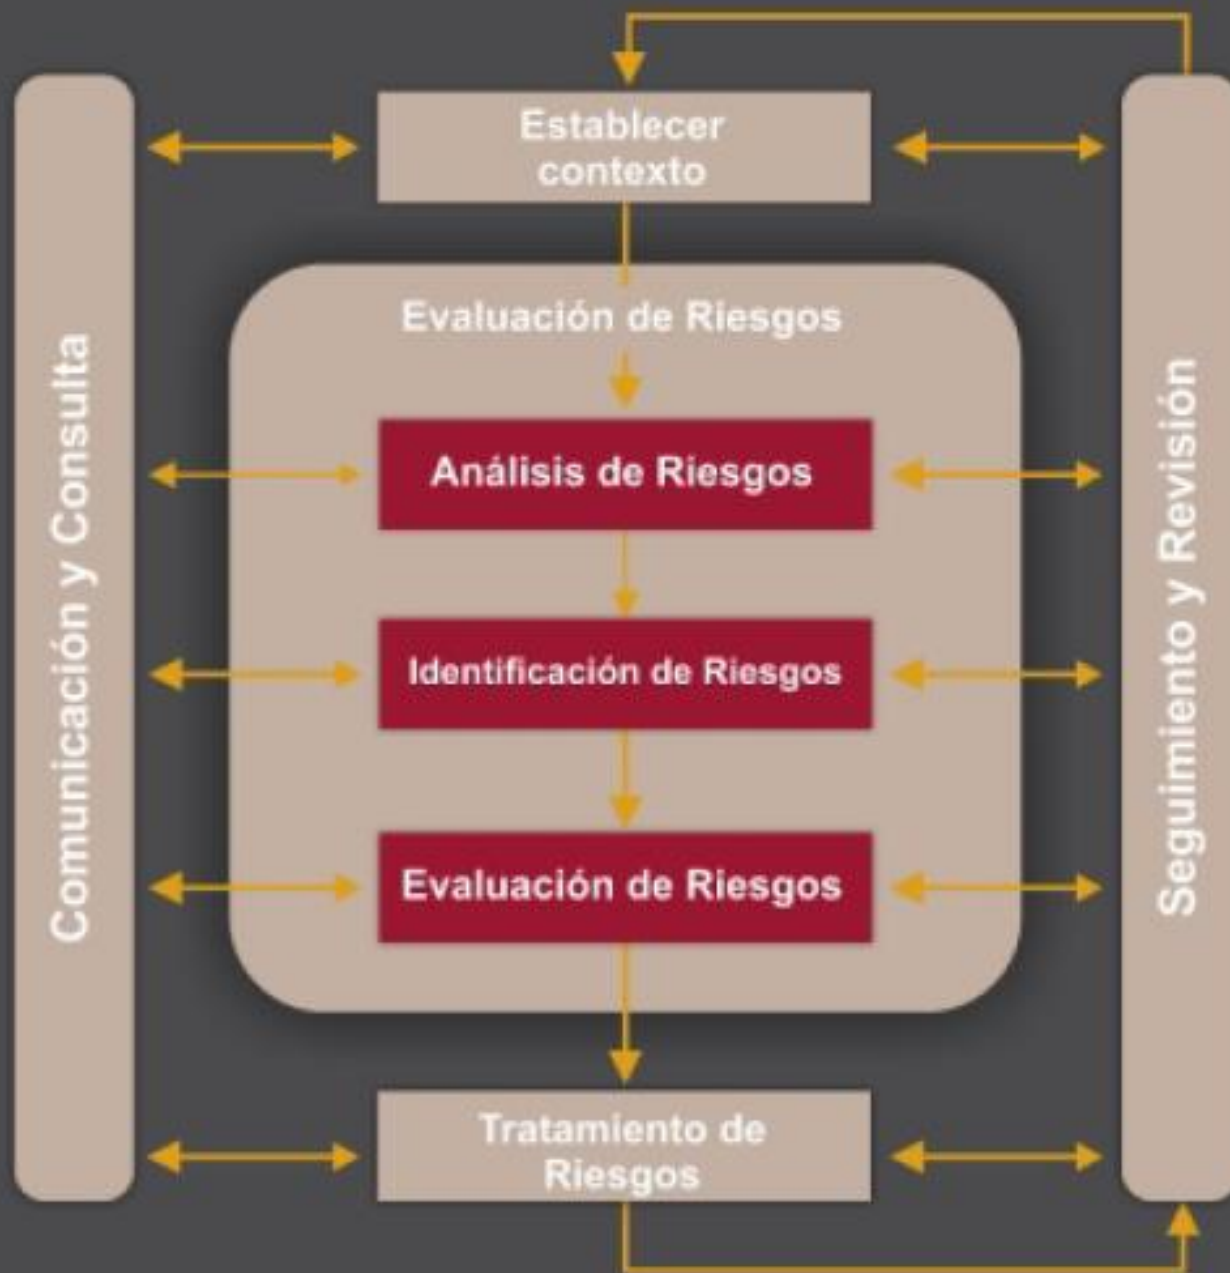 Establecer
contexto
Comunicación y Consulta
Evaluación de Riesgos
Análisis de Riesgos
Identificación de Riesgos
Evaluación de Riesgos
Seguimiento y Revisión
Tratamiento de
Riesgos